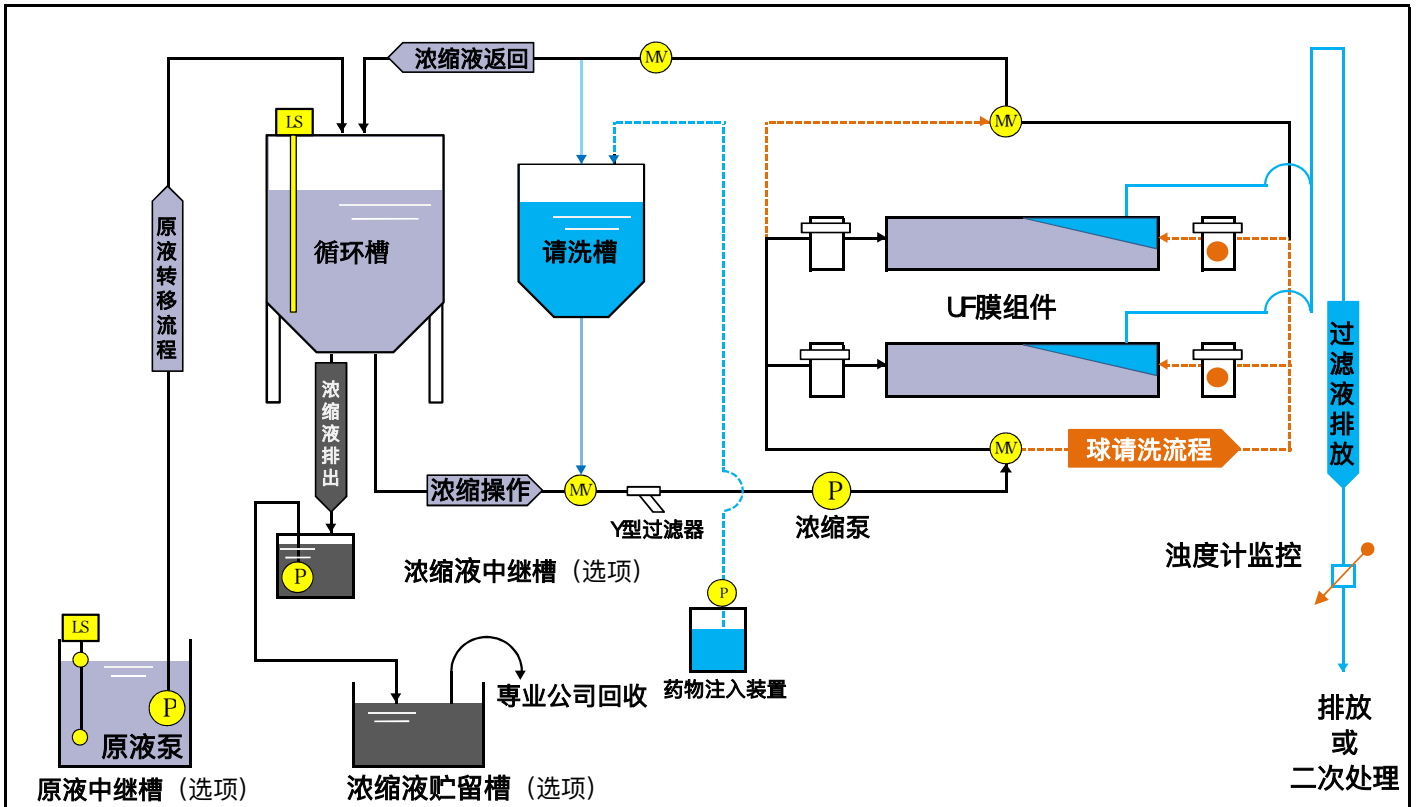 浓缩液返回
MV
LS
MV
原液转移流程
循环槽
请洗槽
UF膜组件
过滤液排放
浓缩液排出
MV
球请洗流程
浓缩操作
MV
P
Y型过滤器
浓缩泵
浊度计监控
P
浓缩液中继槽（选项）
P
LS
药物注入装置
専业公司回收
P
原液泵
排放
或
二次处理
原液中继槽（选项）
浓缩液贮留槽（选项）